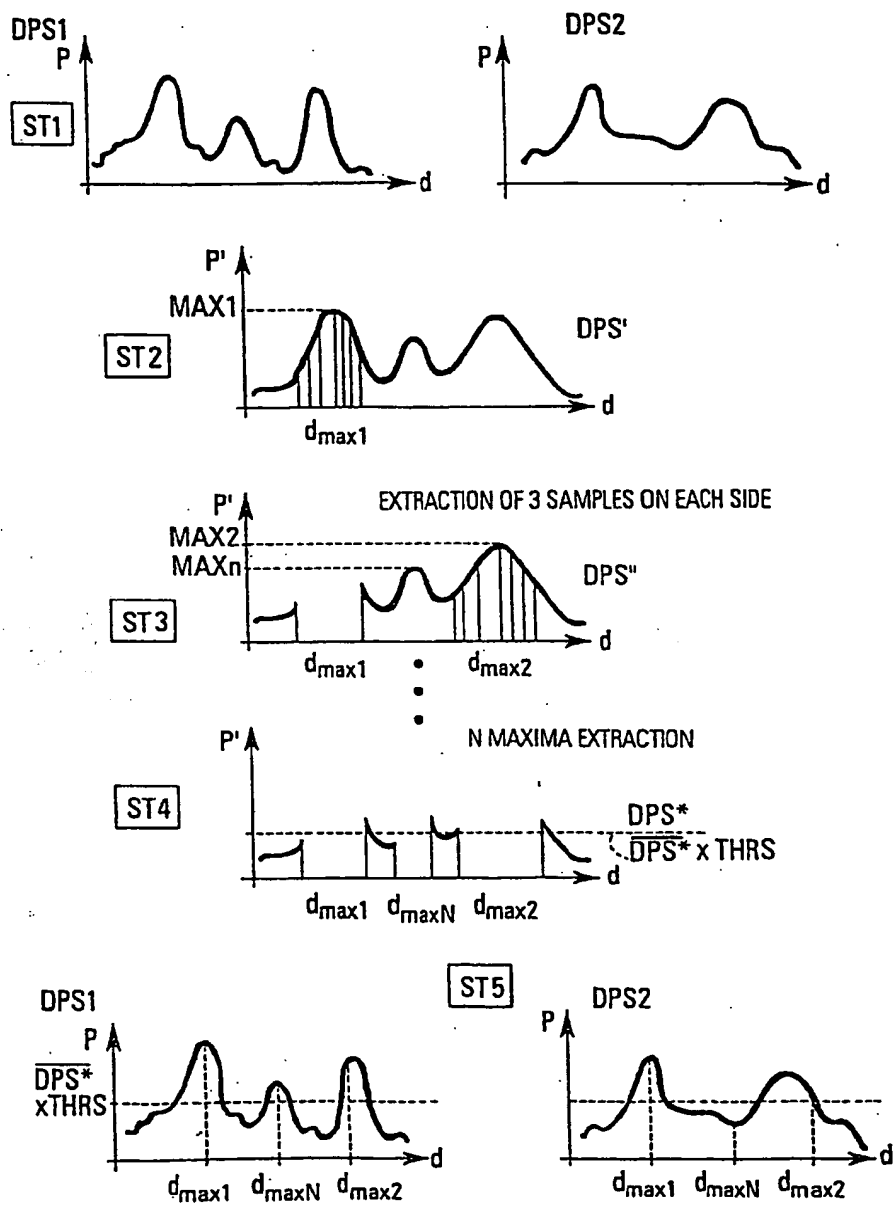 DPS1
P
ST1
d
DPS2
P
d
P'
MAX1
ST2
DPS'
d
dmax1
P'
EXTRACTION OF 3 SAMPLES ON EACH SIDE
MAX2
MAXn
DPS"
ST3
d
dmax1 dmax2
P'
N MAXIMA EXTRACTION
ST4
DPS*
DPS* x THRS
d
dmax1 dmaxN dmax2
DPS1
P
DPS*
xTHRS
d
dmax1 dmaxN dmax2
ST5
DPS2
P
d
dmax1 dmaxN dmax2